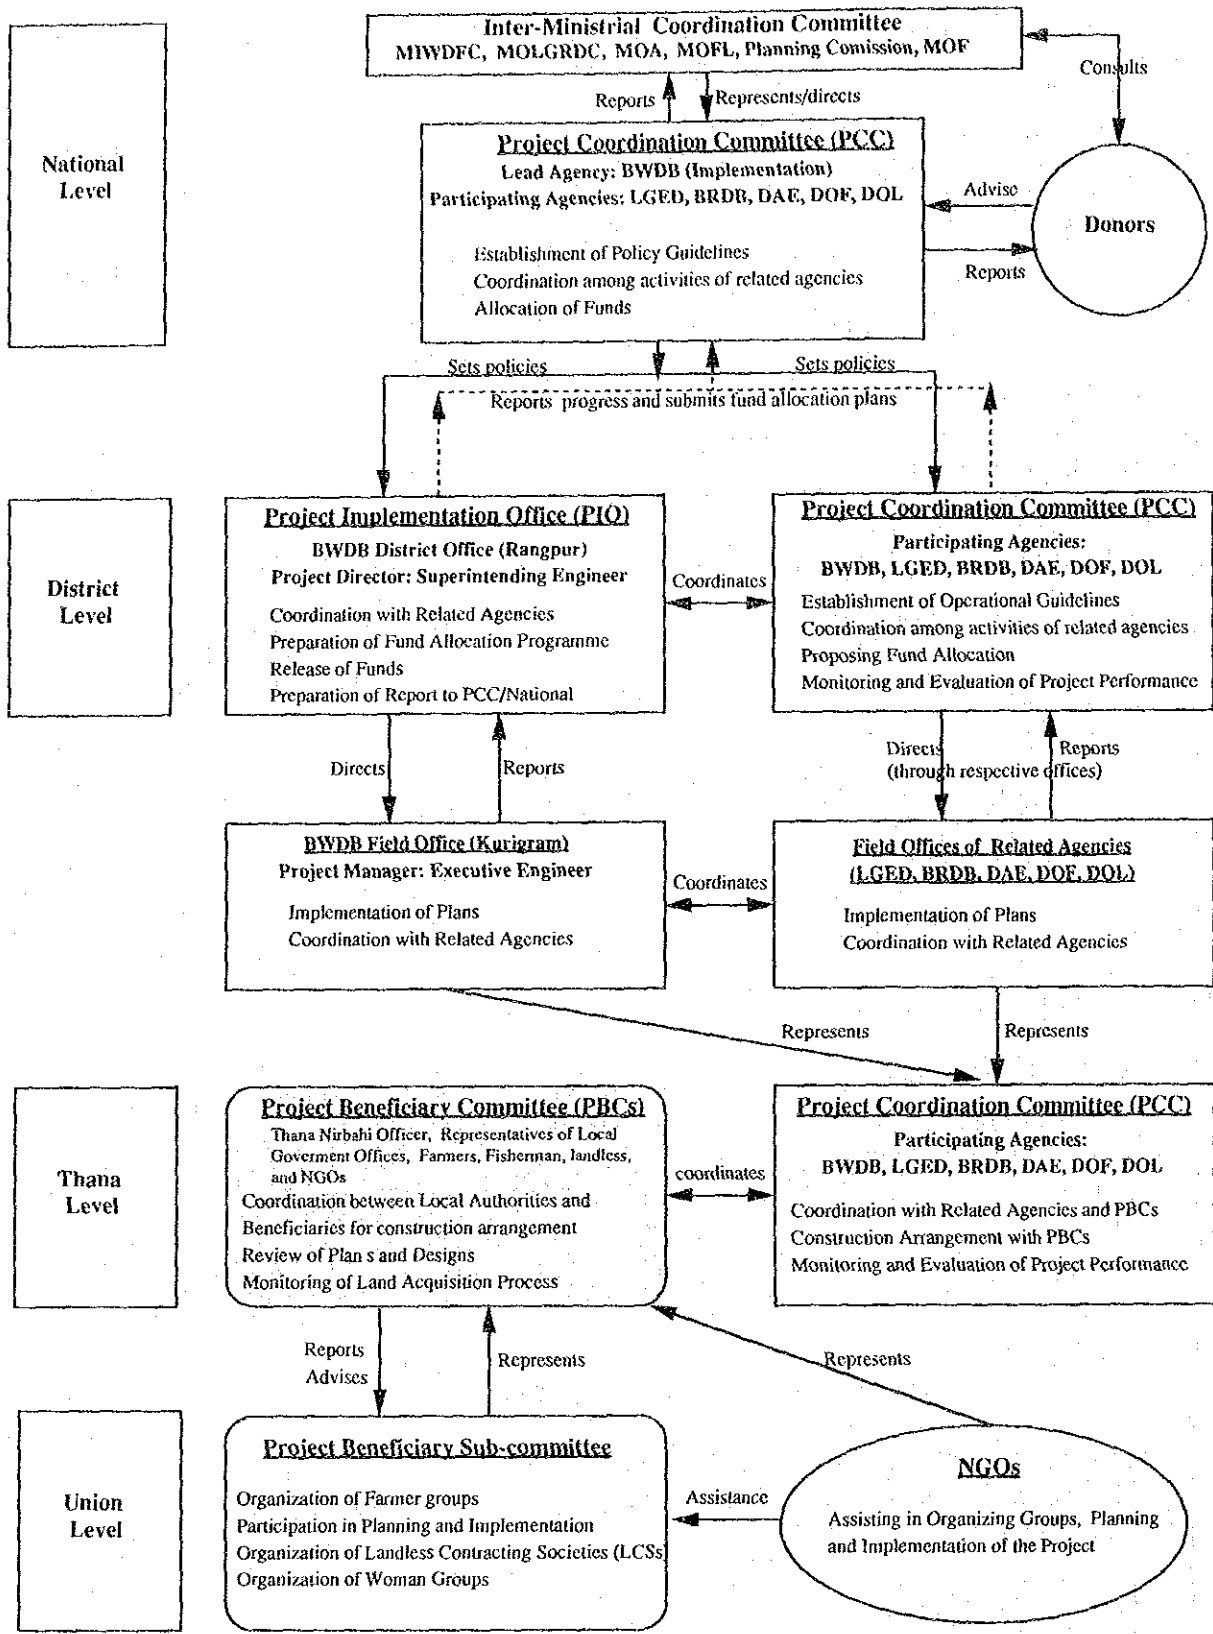 Inter-Ministrial Coordination Committee
MIWDFC, MOLGRDC, MOA, MOFL, Planning Comission, MOF
Consults
Reports
Represents/directs
National
Level
Project Coordination Committee (PCC)
Lead Agency: BWDB (Implementation)
Participating Agencies: LGED, BRDB, DAE, DOF, DOL
Establishment of Policy Guidelines
Coordination among activities of related agencies
Allocation of Funds
Advise
Reports
Donors
Sets policies
Sets policies
Reports progress and submits fund allocation plans
District
Level
Project Implementation Office (PIO)
BWDB District Office (Rangpur)
Project Director: Superintending Engineer
Coordination with Related Agencies
Preparation of Fund Allocation Programme
Release of Funds
Preparation of Report to PCC/National
Coordinates
Project Coordination Committee (PCC)
Participating Agencies:
BWDB, LGED, BRDB, DAE, DOF, DOL
Establishment of Operational Guidelines
Coordination among activities of related agencies
Proposing Fund Allocation
Monitoring and Evaluation of Project Performance
Directs
Reports
Directs
(through respective offices)
Reports
BWDB Field Office (Kurigram)
Project Manager: Executive Engineer
Implementation of Plans
Coordination with Related Agencies
Coordinates
Field Offices of Related Agencies
(LGED, BRDB, DAE, DOF, DOL)
Implementation of Plans
Coordination with Related Agencies
Represents
Represents
Thana
Level
Project Beneficiary Committee (PBCs)
Thana Nirbahi Officer, Representatives of Local
Goverment Offices, Farmers, Fisherman, landless,
and NGOs
Coordination between Local Authorities and
Beneficiaries for construction arrangement
Review of Plan s and Designs
Monitoring of Land Acquisition Process
coordinates
Project Coordination Committee (PCC)
Participating Agencies:
BWDB, LGED, BRDB, DAE, DOF, DOL
Coordination with Related Agencies and PBCs
Construction Arrangement with PBCs
Monitoring and Evaluation of Project Performance
Reports
Advises
Represents
Represents
Union
Level
Project Beneficiary Sub-committee
Organization of Farmer groups
Participation in Planning and Implementation
Organization of Landless Contracting Societies (LCSs)
Organization of Woman Groups
Assistance
NGOs
Assisting in Organizing Groups, Planning
and Implementation of the Project